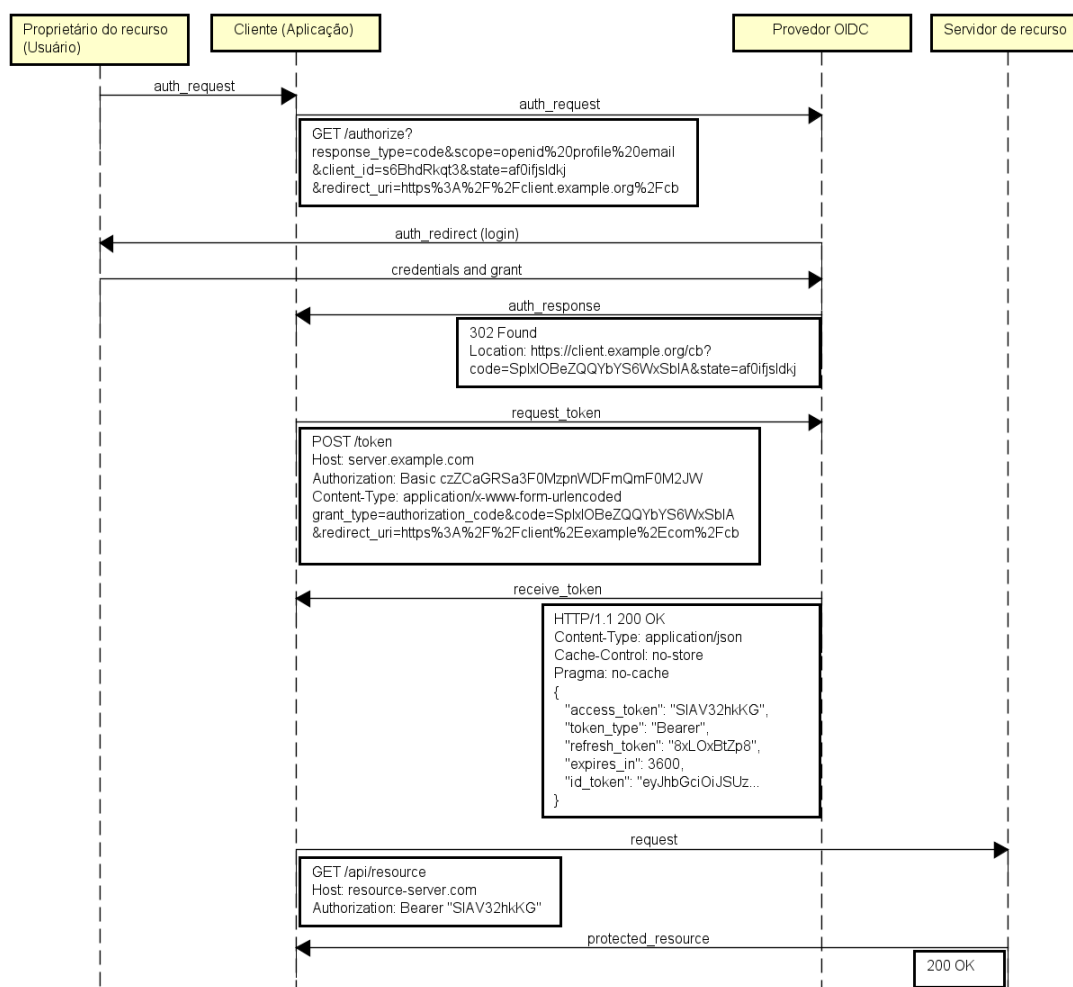 Proprietário do recurso
(Usuário)
Cliente (Aplicação)
Provedor OIDC
Servidor de recurso
auth_request
auth_request
GET /authorize?
response_type=code&scope=openid%20profile%20email
&client_id=s6BhdRkqt3&state=af0ifjsldkj
&redirect_uri=https%3A%2F%2Fclient.example.org%2Fcb
auth_redirect (login)
credentials and grant
auth_response
302 Found
Location: https://client.example.org/cb?
code=SplxlOBeZQQYbYS6WxSbIA&state=af0ifjsldkj
request_token
POST /token
Host: server.example.com
Authorization: Basic czZCaGRSa3F0MzpnWDFmQmF0M2JW
Content-Type: application/x-www-form-urlencoded
grant_type=authorization_code&code=SplxlOBeZQQYbYS6WxSbIA
&redirect_uri=https%3A%2F%2Fclient%2Eexample%2Ecom%2Fcb
receive_token
HTTP/1.1 200 OK
Content-Type: application/json
Cache-Control: no-store
Pragma: no-cache
{
"access_token": "SlAV32hkKG",
"token_type": "Bearer",
"refresh_token": "8xLOxBtZp8",
"expires_in": 3600,
"id_token": "eyJhbGciOiJSUz...
}
request
GET /api/resource
Host: resource-server.com
Authorization: Bearer "SlAV32hkKG"
protected_resource
200 OK